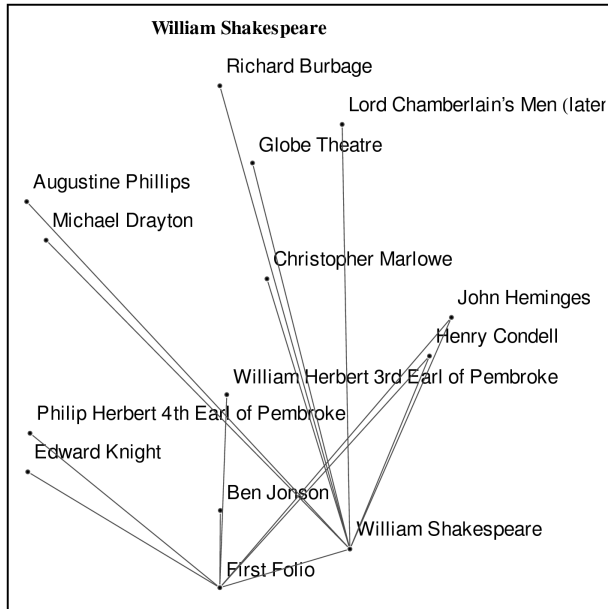 William Shakespeare
Richard Burbage
Lord Chamberlain's Men (later
Globe Theatre
Augustine Phillips
Michael Drayton
Christopher Marlowe
John Heminges
Henry Condell
William Herbert 3rd Earl of Pembroke
Philip Herbert 4th Earl of Pembroke
Edward Knight
Ben Jonson
William Shakespeare
First Folio